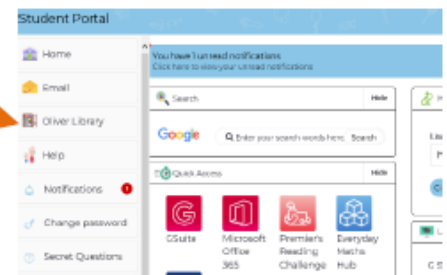 Student Portal
Home
Email
Oliver Library
Help
Notifications
Change password
Secret Questions
You have 1 unread notifications
Click here to view your unread notifications
Search
Hide
Google
Enter your search words here.
Search
Quick Access
Hide
GSuite
Microsoft Office 365
Premier's Reading Challenge
Everyday Maths Hub